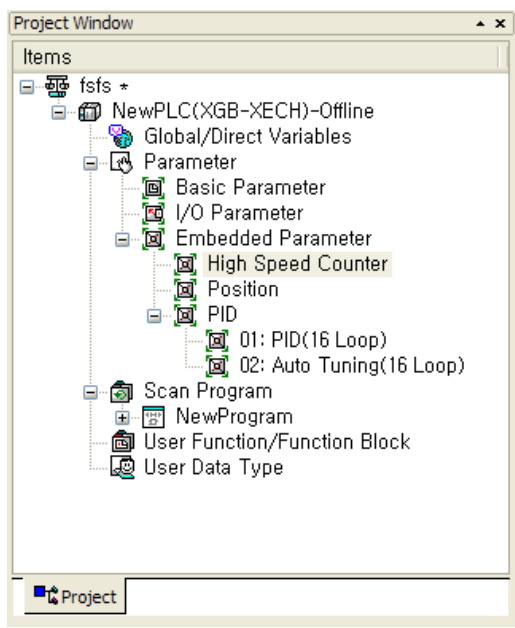 Project Window
Items
fsfs *
NewPLC(XGB-XECH)-Offline
Global/Direct Variables
Parameter
Basic Parameter
I/O Parameter
Embedded Parameter
High Speed Counter
Position
PID
01: PID(16 Loop)
02: Auto Tuning(16 Loop)
Scan Program
NewProgram
User Function/Function Block
User Data Type
Project